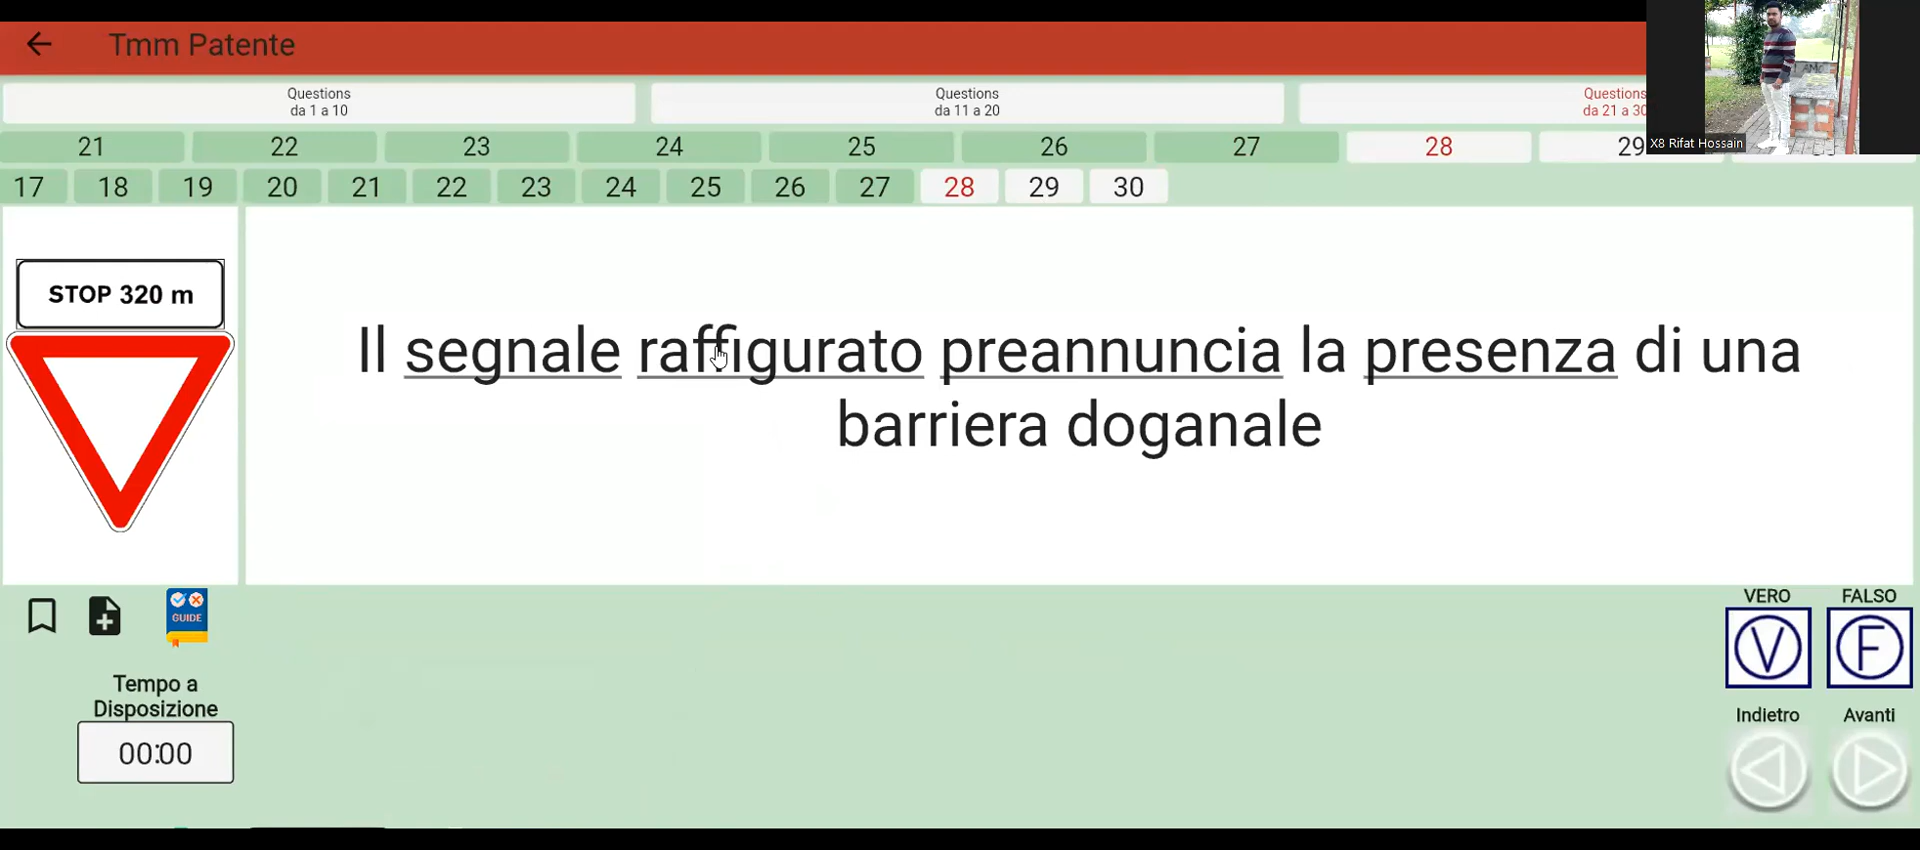 Tmm Patente
Questions
da 1 a 10
Questions
da 11 a 20
Questions
da 21 a 30
21 22 23 24 25 26 27 28 29
17 18 19 20 21 22 23 24 25 26 27 28 29 30
X8 Rifat Hossain
STOP 320 m
Il segnale raffigurato preannuncia la presenza di una
barriera doganale
GUIDE
VERO FALSO
V F
Tempo a
Disposizione
00:00
Indietro Avanti